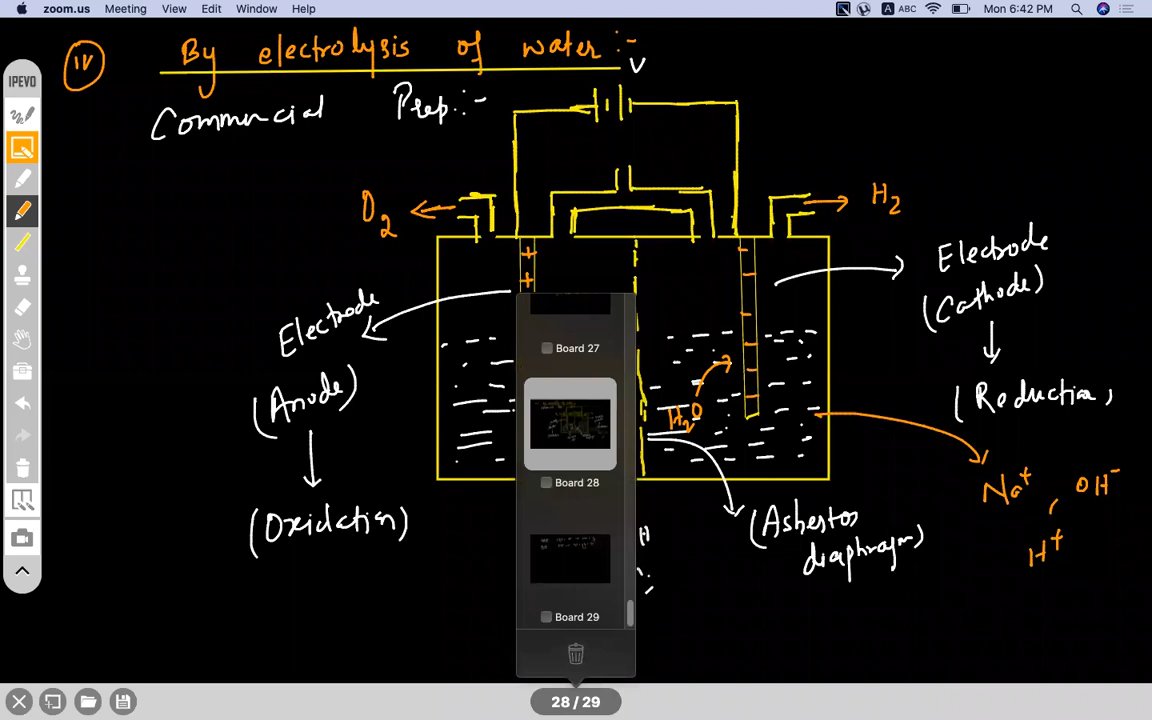 zoom.us Meeting View Edit Window Help
ABC Mon 6:42 PM
IPEVO
iv By electrolysis of water :-
Commercial Prep :-
V
O2
H2
+
+
Electrode
(Anode)
(Oxidation)
Electrode
(Cathode)
(Reduction)
H2O
Na+ , OH-
H+
(Asbestos
diaphragm)
H
Board 27
Board 28
Board 29
28 / 29